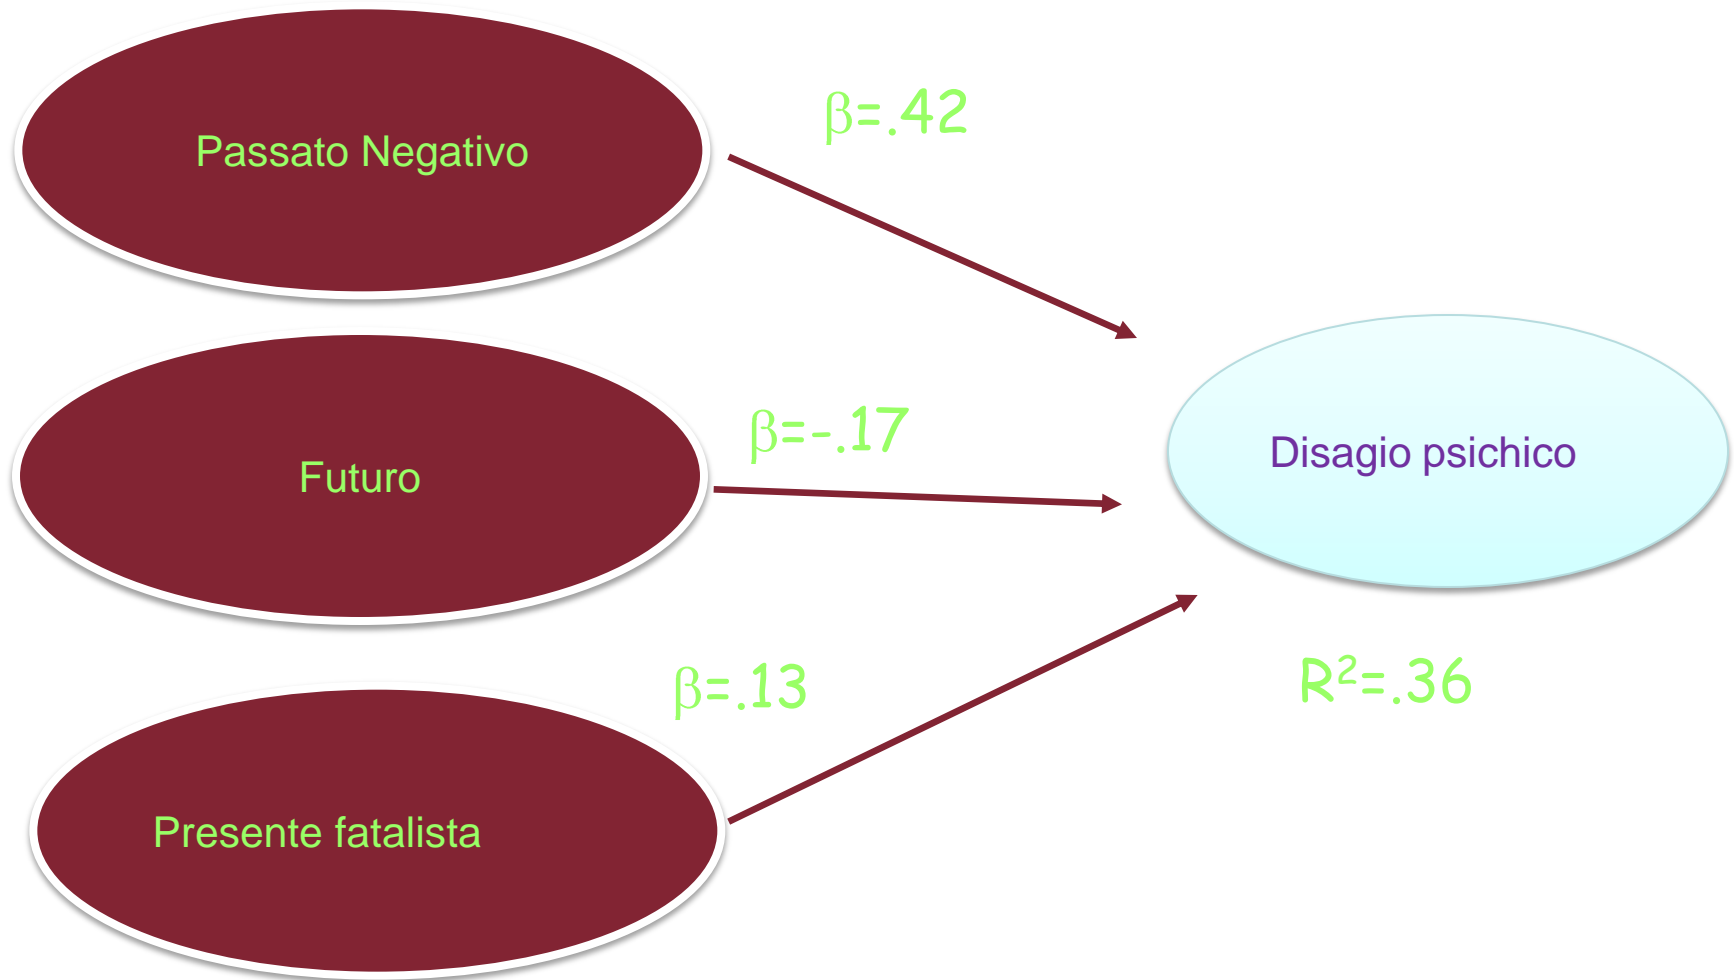 Passato Negativo
β=.42
Futuro
β=-.17
Disagio psichico
Presente fatalista
β=.13
R²=.36